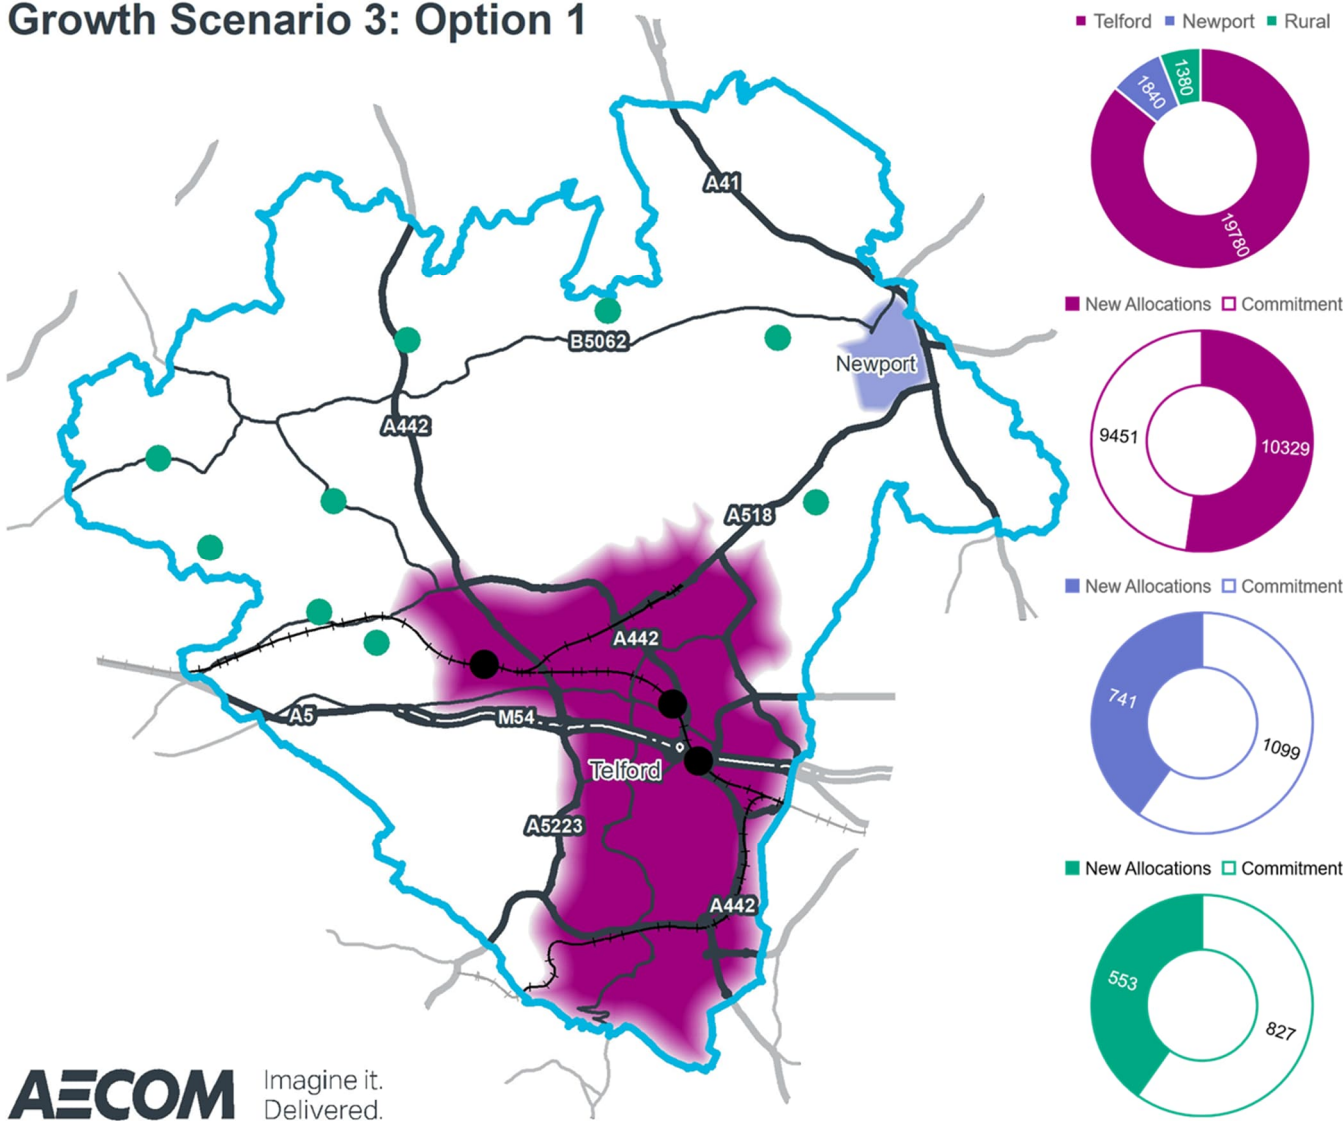 Growth Scenario 3: Option 1
Telford Newport Rural
1840
1380
19780
A41
B5062
Newport
A442
A518
New Allocations Commitment
9451
10329
A442
A5
M54
Telford
A5223
A442
New Allocations Commitment
741
1099
New Allocations Commitment
553
827
AECOM
Imagine it.
Delivered.